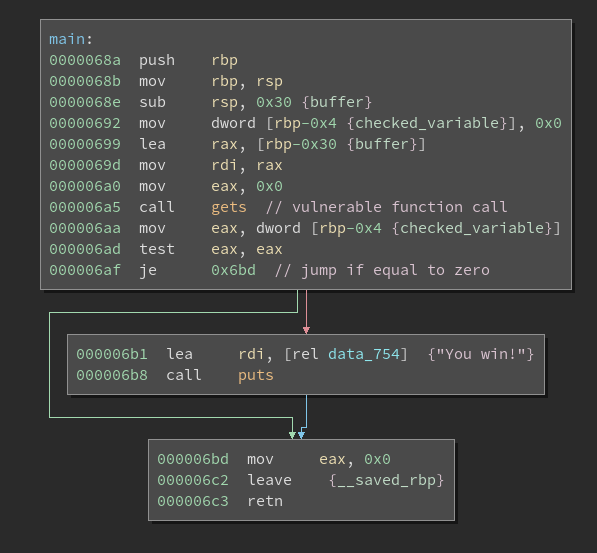 main:
0000068a push rbp
0000068b mov rbp, rsp
0000068e sub rsp, 0x30 {buffer}
00000692 mov dword [rbp-0x4 {checked_variable}], 0x0
00000699 lea rax, [rbp-0x30 {buffer}]
0000069d mov rdi, rax
000006a0 mov eax, 0x0
000006a5 call gets // vulnerable function call
000006aa mov eax, dword [rbp-0x4 {checked_variable}]
000006ad test eax, eax
000006af je 0x6bd // jump if equal to zero
000006b1 lea rdi, [rel data_754] {"You win!"}
000006b8 call puts
000006bd mov eax, 0x0
000006c2 leave {__saved_rbp}
000006c3 retn